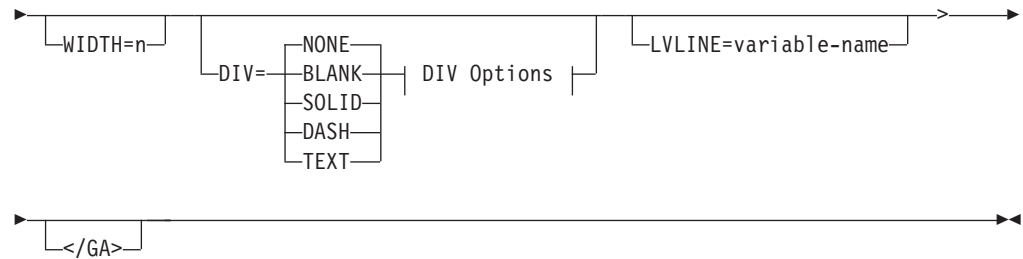 >
WIDTH=n
NONE
LVLINE=variable-name
DIV= BLANK DIV Options
SOLID
DASH
TEXT
</GA>